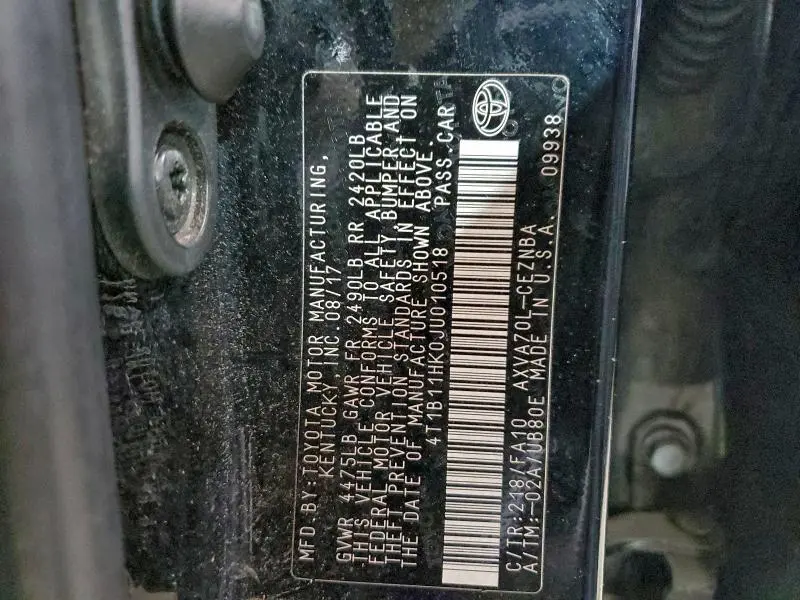 MFD.BY:TOYOTA MOTOR MANUFACTURING,
KENTUCKY, INC.08/17
GVWR 4475LB GAWR FR 2490LB RR 2420LB
THIS VEHICLE CONFORMS TO ALL APPLICABLE
FEDERAL MOTOR VEHICLE SAFETY,BUMPER,AND
THEFT PREVENTION STANDARDS IN EFFECT ON
THE DATE OF MANUFACTURE SHOWN ABOVE.
4T1B11HK0JU010518 PASS.CAR
C/TR:218/FA10 AXVA70L-CEZNBA
A/TM:-02A/UB80E MADE IN U.S.A. 09938